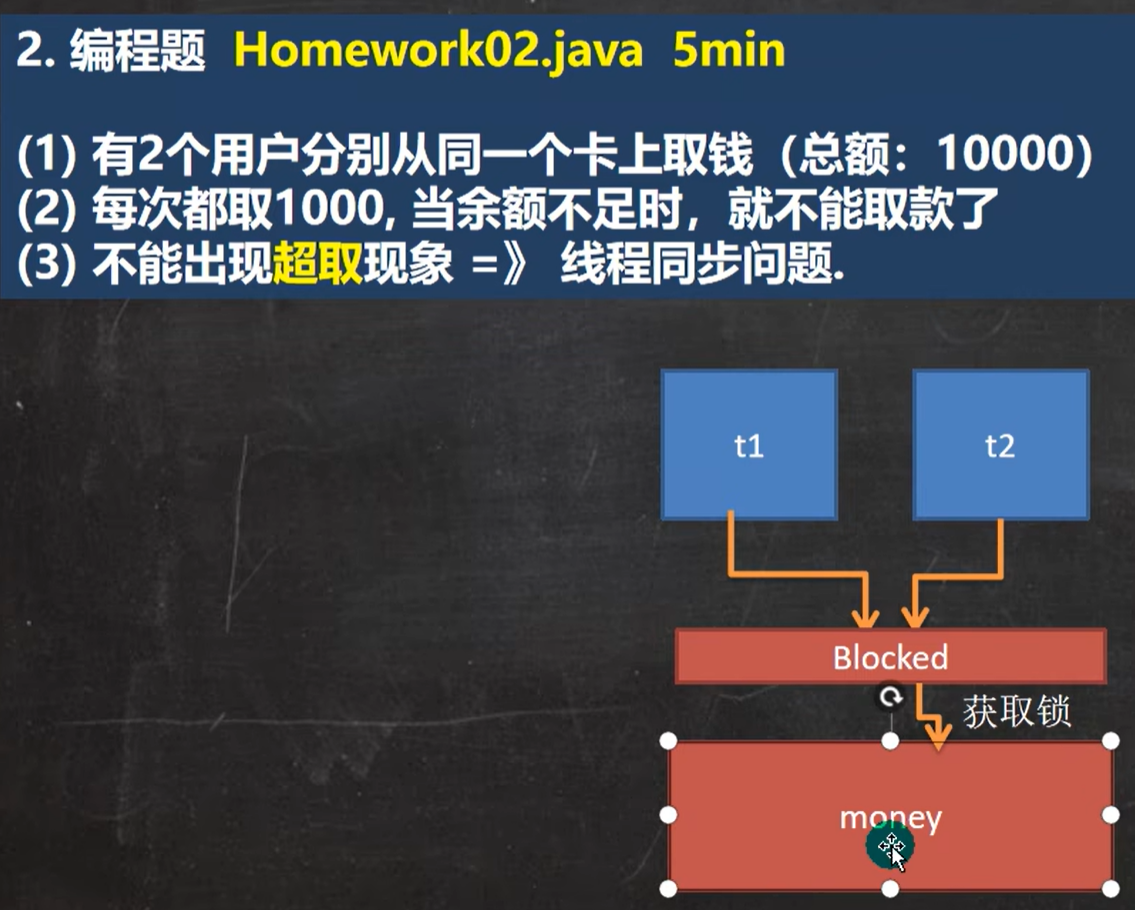 2. 编程题 Homework02.java 5min
(1) 有2个用户分别从同一个卡上取钱（总额：10000）
(2) 每次都取1000, 当余额不足时，就不能取款了
(3) 不能出现超取现象 =》 线程同步问题.
t1
t2
Blocked
获取锁
money